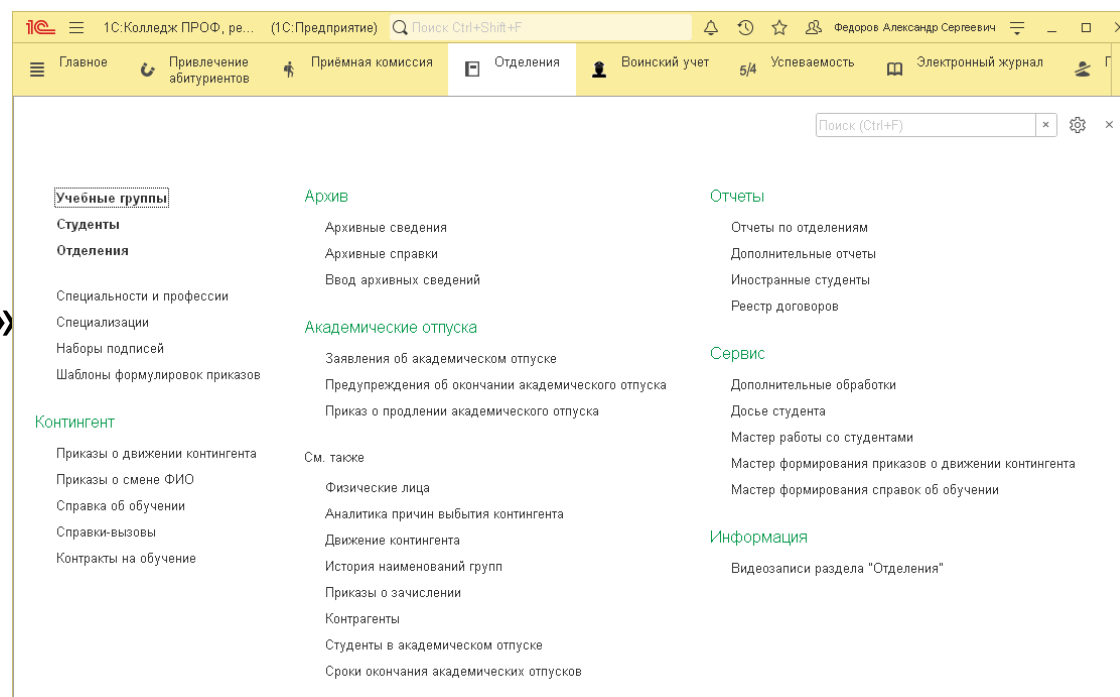 1С:Колледж ПРОФ, ре... (1С:Предприятие) Поиск Ctrl+Shift+F Федоров Александр Сергеевич
Главное
Привлечение абитуриентов
Приёмная комиссия
Отделения
Воинский учет
5/4 Успеваемость
Электронный журнал
Поиск (Ctrl+F)
Учебные группы
Студенты
Отделения
Специальности и профессии
Специализации
Наборы подписей
Шаблоны формулировок приказов
Контингент
Приказы о движении контингента
Приказы о смене ФИО
Справка об обучении
Справки-вызовы
Контракты на обучение
Архив
Архивные сведения
Архивные справки
Ввод архивных сведений
Академические отпуска
Заявления об академическом отпуске
Предупреждения об окончании академического отпуска
Приказ о продлении академического отпуска
См. также
Физические лица
Аналитика причин выбытия контингента
Движение контингента
История наименований групп
Приказы о зачислении
Контрагенты
Студенты в академическом отпуске
Сроки окончания академических отпусков
Отчеты
Отчеты по отделениям
Дополнительные отчеты
Иностранные студенты
Реестр договоров
Сервис
Дополнительные обработки
Досье студента
Мастер работы со студентами
Мастер формирования приказов о движении контингента
Мастер формирования справок об обучении
Информация
Видеозаписи раздела "Отделения"